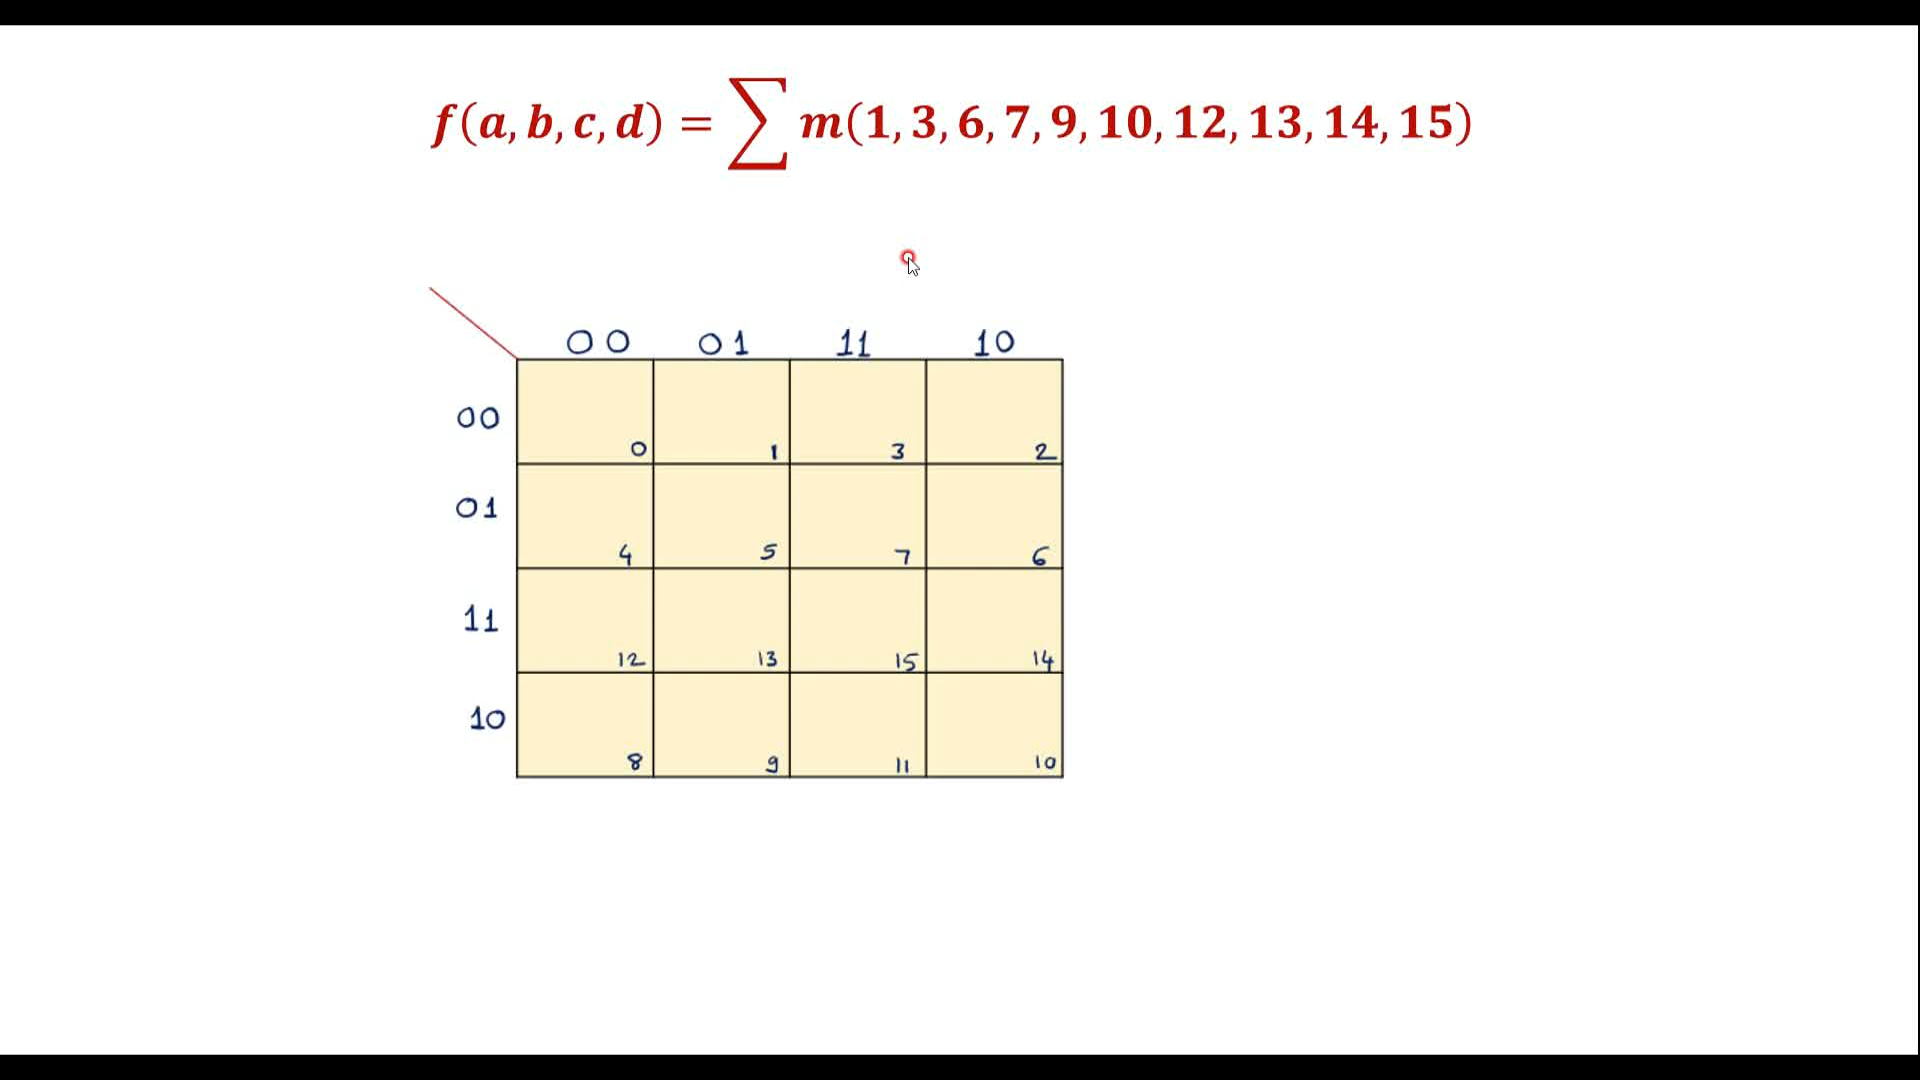 f(a, b, c, d) = ∑ m(1, 3, 6, 7, 9, 10, 12, 13, 14, 15)
00 01 11 10
00
0 1 3 2
01
4 5 7 6
11
12 13 15 14
10
8 9 11 10